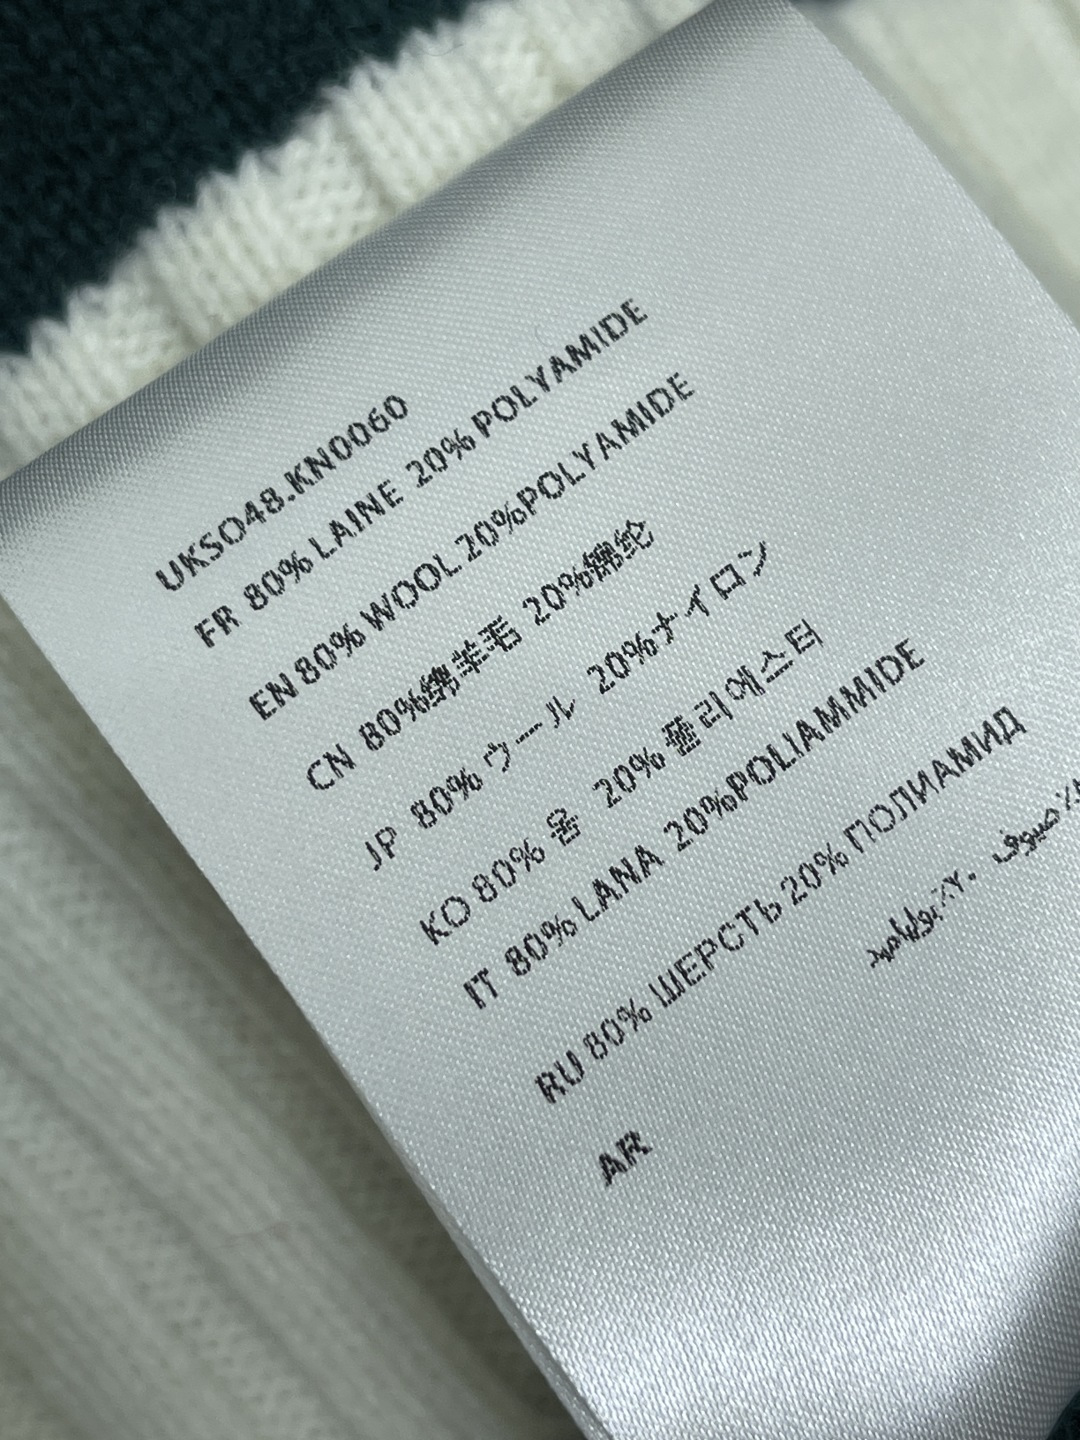 UKSO48.KN0060
FR 80% LAINE 20% POLYAMIDE
EN 80% WOOL 20%POLYAMIDE
CN 80%绵羊毛 20%锦纶
JP 80% ウール 20%ナイロン
KO 80% 울 20% 폴리에스터
IT 80% LANA 20%POLIAMMIDE
RU 80% ШЕРСТЬ 20% ПОЛИАМИД
AR صوف